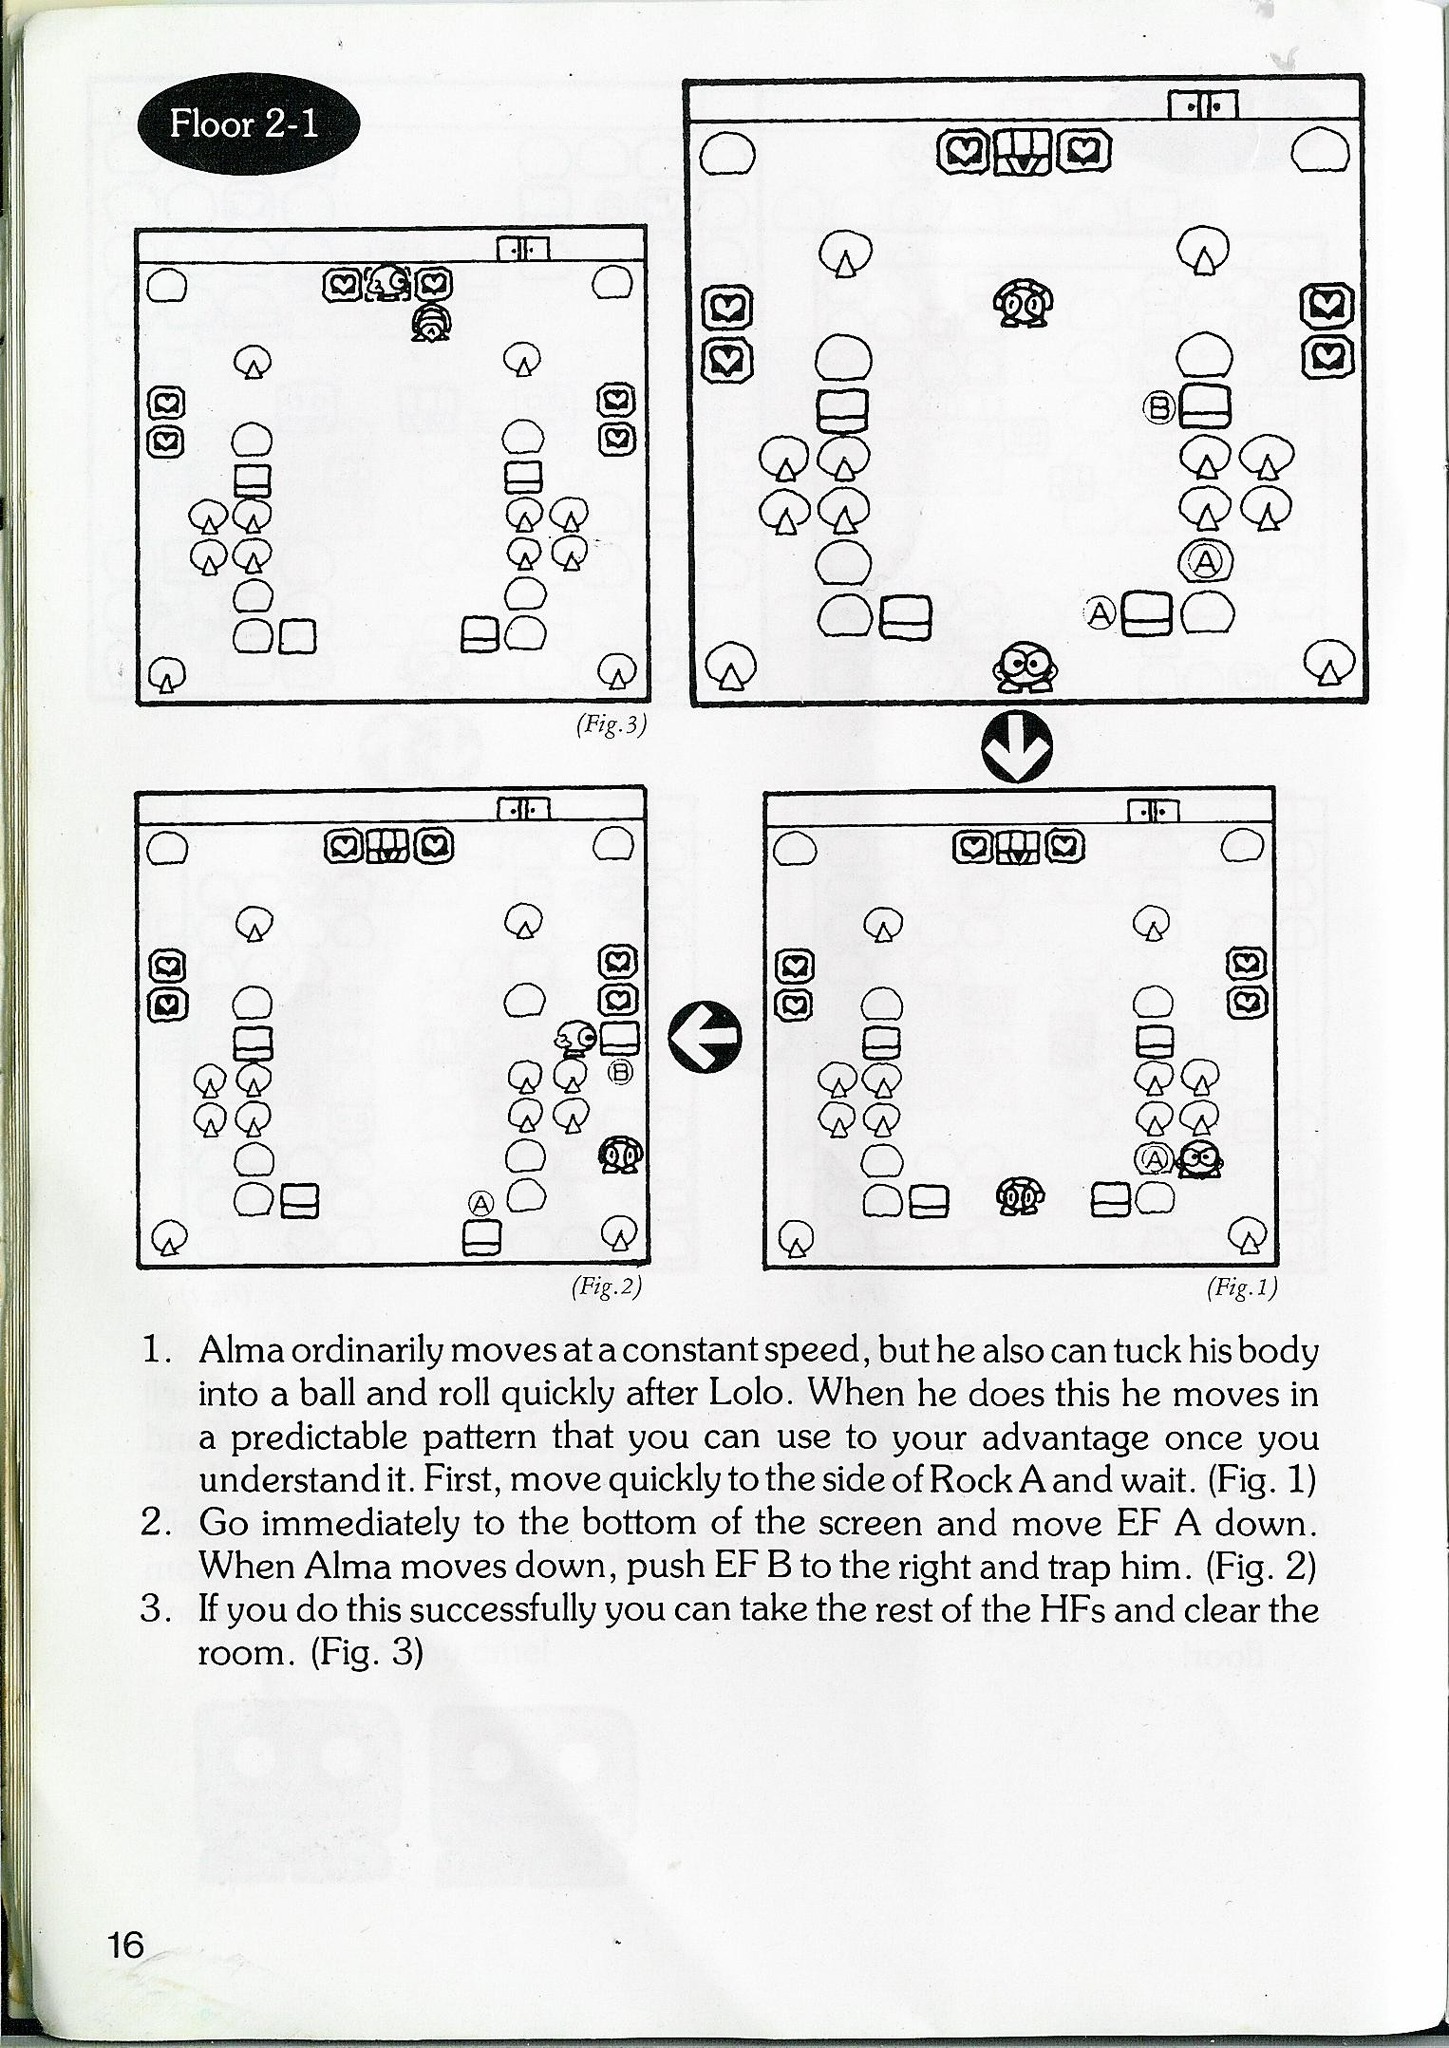 Floor 2-1
B
A
A
(Fig.3)
B
A
A
(Fig.2)
(Fig.1)
1. Alma ordinarily moves at a constant speed, but he also can tuck his body
into a ball and roll quickly after Lolo. When he does this he moves in
a predictable pattern that you can use to your advantage once you
understand it. First, move quickly to the side of Rock A and wait. (Fig. 1)
2. Go immediately to the bottom of the screen and move EF A down.
When Alma moves down, push EF B to the right and trap him. (Fig. 2)
3. If you do this successfully you can take the rest of the HFs and clear the
room. (Fig. 3)
16